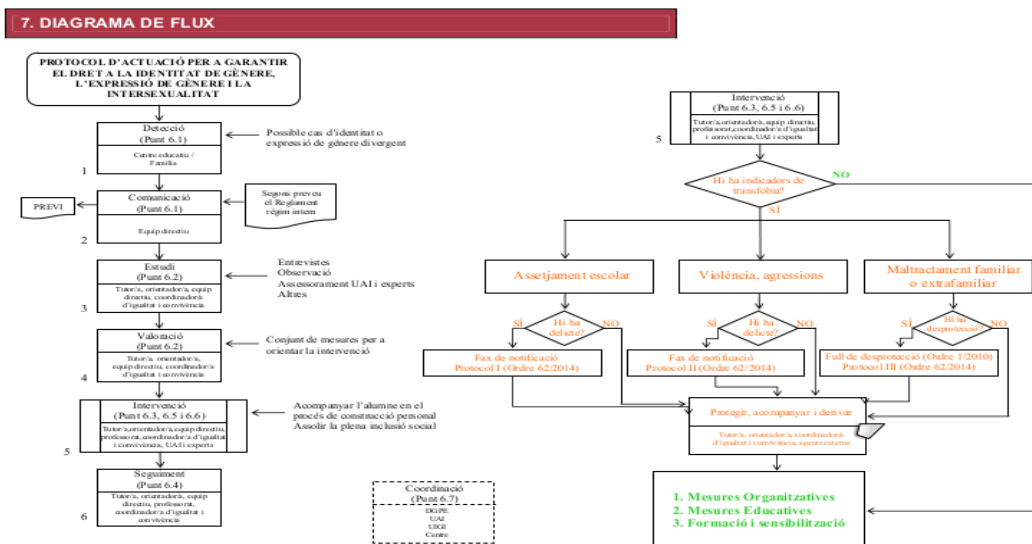 7. DIAGRAMA DE FLUX
PROTOCOL D'ACTUACIÓ PER A GARANTIR
EL DRET A LA IDENTITAT DE GÈNERE,
L'EXPRESSIÓ DE GÈNERE I LA
INTERSEXUALITAT
Detecció
(Punt 6.1)
Centre educatiu /
Família
1
Possible cas d'identitat o
expressió de gènere divergent
Comunicació
(Punt 6.1)
Equip directiu
2
PREVI
Segons preveu
el Reglament
règim intern
Estudi
(Punt 6.2)
Tutor/a, orientador/a, equip
directiu, coordinador/a
d'igualtat i convivència
3
Entrevistes
Observació
Assessorament UAI i experts
Altres
Valoració
(Punt 6.2)
Tutor/a, orientador/a,
equip directiu, coordinador/a
d'igualtat i convivència
4
Conjunt de mesures per a
orientar la intervenció
Intervenció
(Punt 6.3, 6.5 i 6.6)
Tutor/a,orientador/a,equip directiu,
professorat,coordinador/a d'igualtat
i convivència, UAI i experts
5
Acompanyar l'alumne en el
procés de construcció personal
Assolir la plena inclusió social
Seguiment
(Punt 6.4)
Tutor/a, orientador/a, equip
directiu, professorat,
coordinador/a d'igualtat i
convivència
6
Coordinació
(Punt 6.7)
DGPE
UAI
UIGI
Centre
Intervenció
(Punt 6.3, 6.5 i 6.6)
Tutor/a,orientador/a, equip directiu,
professorat,coordinador/a d'igualtat
i convivència, UAI i experts
5
Hi ha indicadors de
transfòbia?
NO
SÍ
Assetjament escolar
Violència, agressions
Maltractament familiar
o extrafamiliar
SÍ
Hi ha
delicte?
NO
SÍ
Hi ha
delicte?
NO
SÍ
Hi ha
desprotecció?
NO
Fax de notificació
Protocol I (Ordre 62/2014)
Fax de notificació
Protocol II (Ordre 62/2014)
Full de desprotecció (Ordre 1/2010)
Protocol III (Ordre 62/2014)
Protegir, acompanyar i derivar
Tutor/a, orientador/a, coordinador/a
d'igualtat i convivència, agents externs
1. Mesures Organitzatives
2. Mesures Educatives
3. Formació i sensibilització